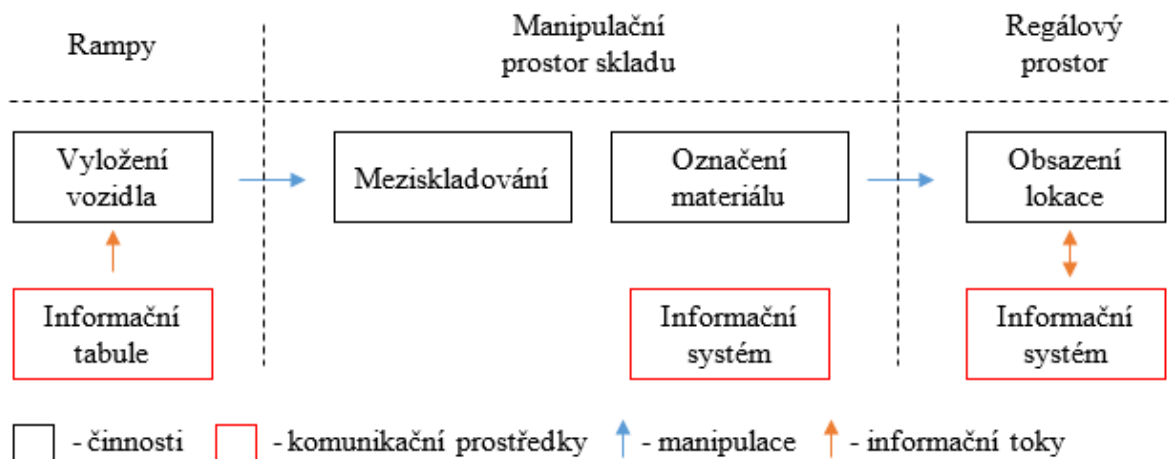 Rampy
Manipulační
prostor skladu
Regálový
prostor
Vyložení
vozidla
Meziskladování
Označení
materiálu
Obsazení
lokace
Informační
tabule
Informační
systém
Informační
systém
- činnosti
- komunikační prostředky
- manipulace
- informační toky